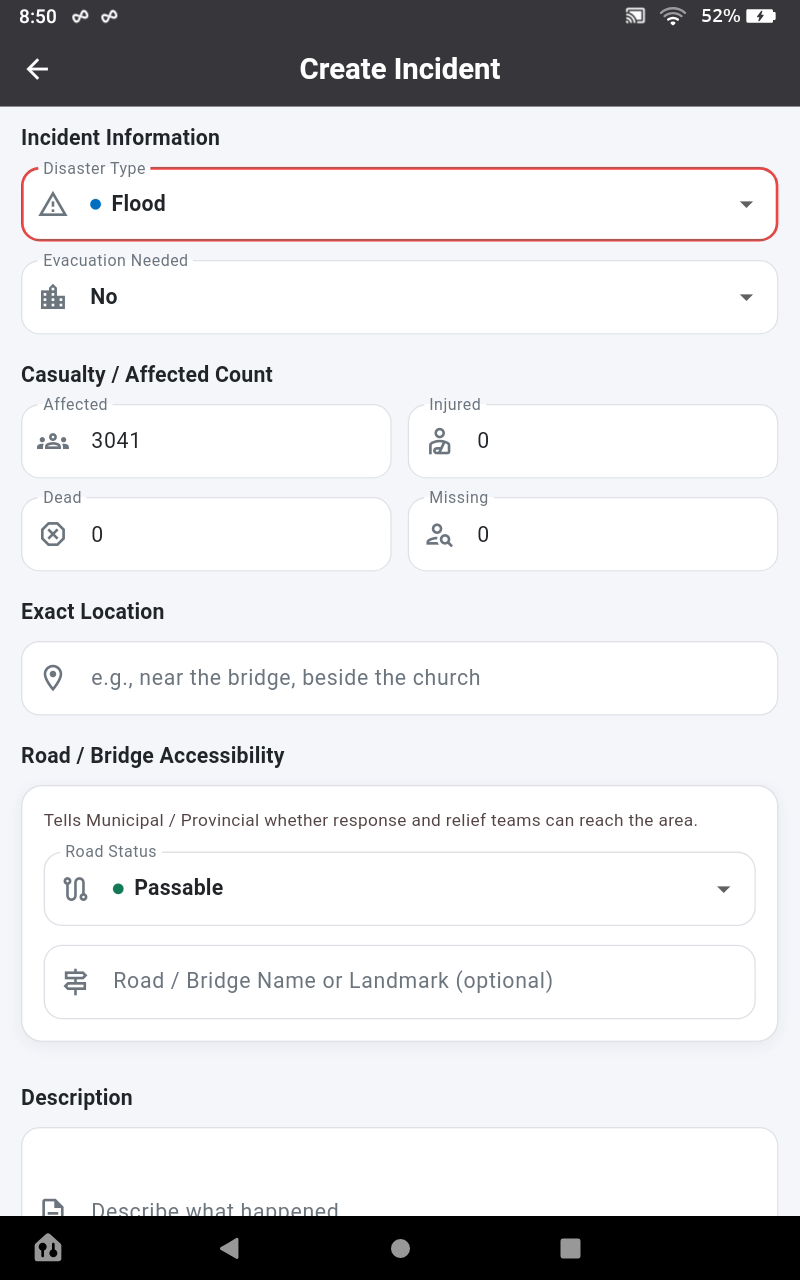 8:50
52%
Create Incident
Incident Information
Disaster Type
Flood
Evacuation Needed
No
Casualty / Affected Count
Affected
3041
Injured
0
Dead
0
Missing
0
Exact Location
e.g., near the bridge, beside the church
Road / Bridge Accessibility
Tells Municipal / Provincial whether response and relief teams can reach the area.
Road Status
Passable
Road / Bridge Name or Landmark (optional)
Description
Describe what happened